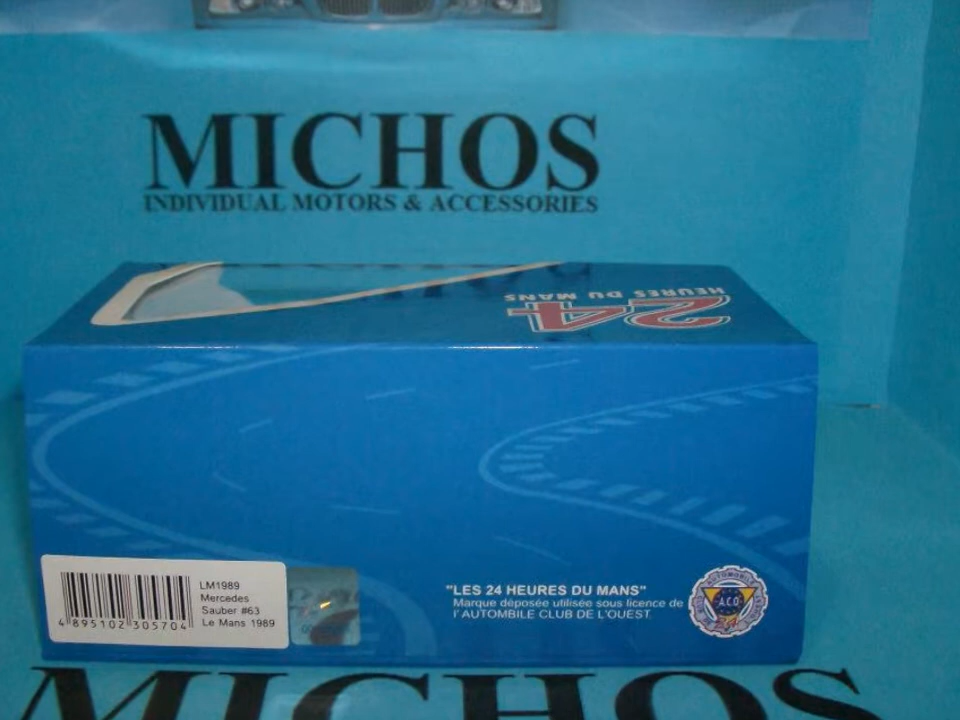 MICHOS
INDIVIDUAL MOTORS & ACCESSORIES
24
HEURES DU MANS
LM1989
Mercedes
Sauber #63
Le Mans 1989
4 895102 305704
"LES 24 HEURES DU MANS"
Marque déposée utilisée sous licence de
l' AUTOMBILE CLUB DE L'OUEST.
A.C.O
MICHOS